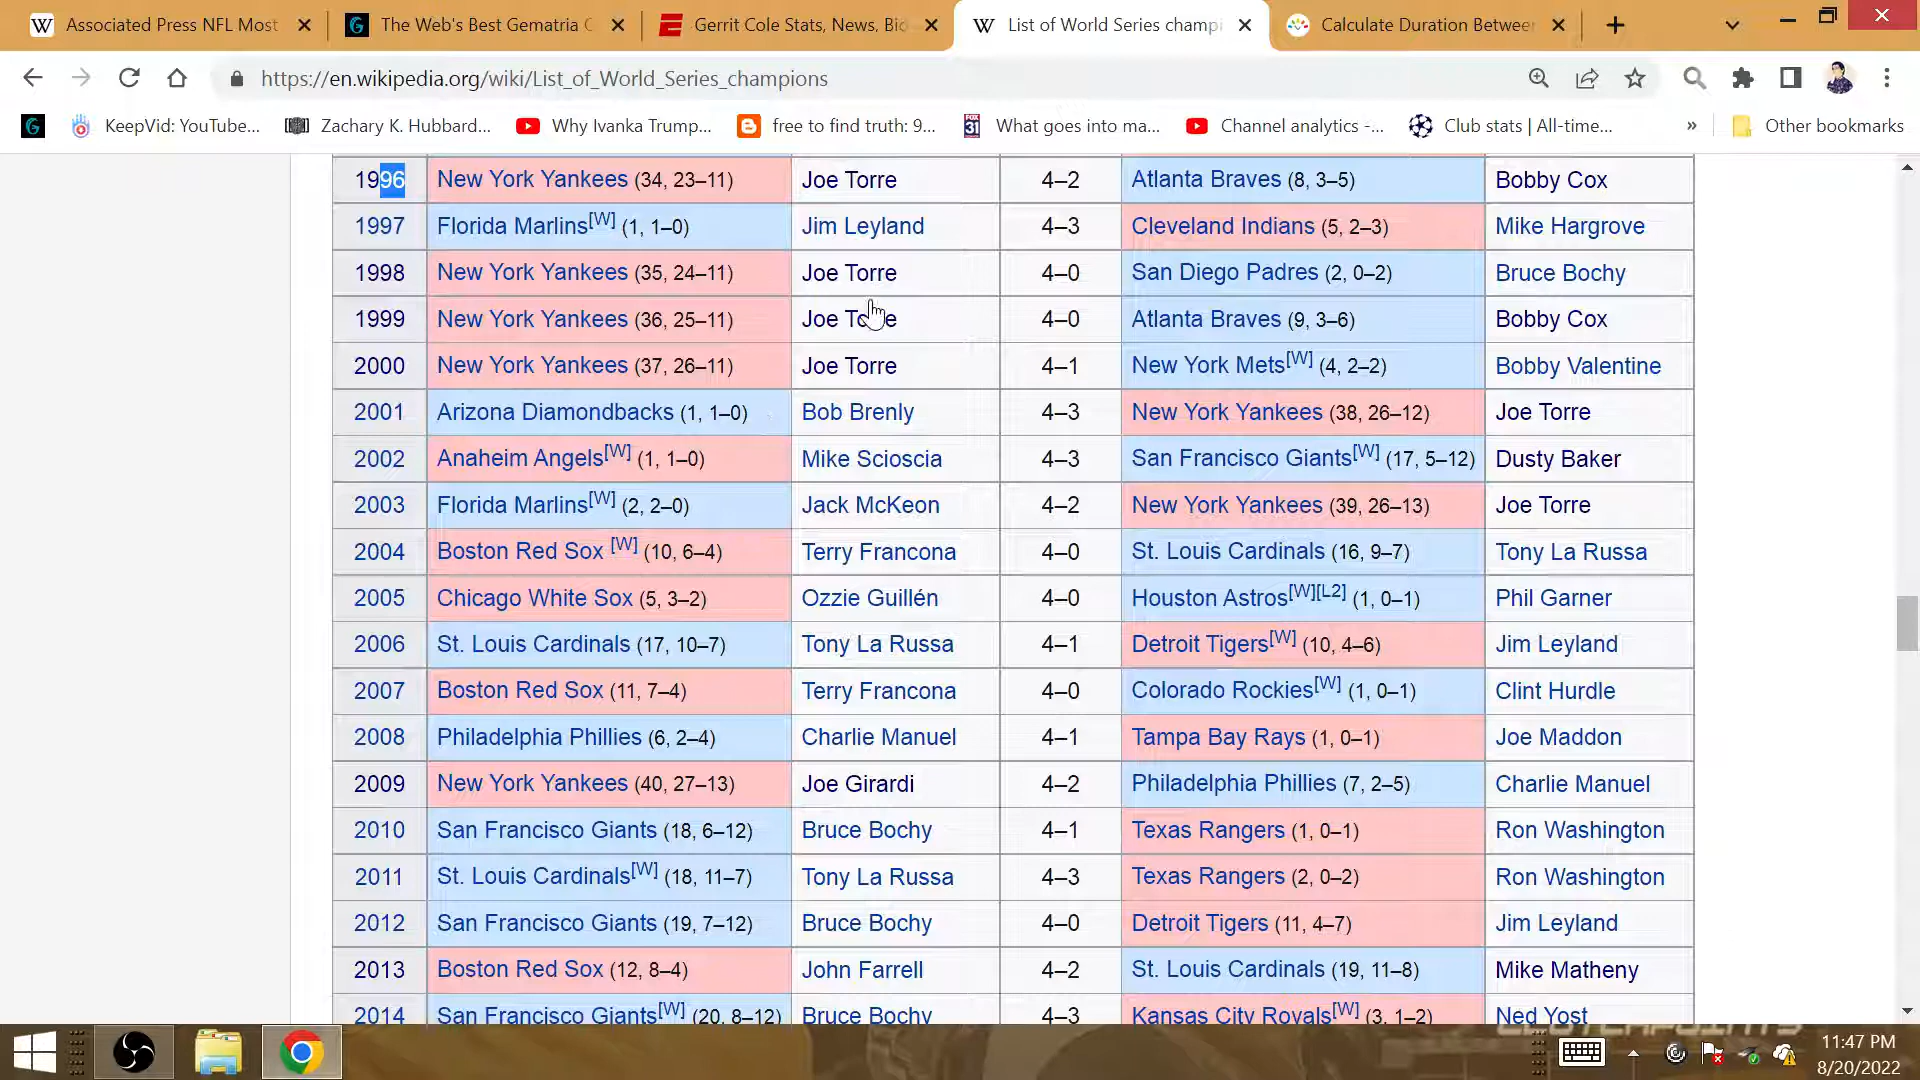 Associated Press NFL Most
The Web's Best Gematria C
Gerrit Cole Stats, News, Bio
List of World Series champi
Calculate Duration Between
https://en.wikipedia.org/wiki/List_of_World_Series_champions
KeepVid: YouTube...
Zachary K. Hubbard...
Why Ivanka Trump...
free to find truth: 9...
What goes into ma...
Channel analytics -...
Club stats | All-time...
»
Other bookmarks
1996 New York Yankees (34, 23–11) Joe Torre 4–2 Atlanta Braves (8, 3–5) Bobby Cox
1997 Florida Marlins[W] (1, 1–0) Jim Leyland 4–3 Cleveland Indians (5, 2–3) Mike Hargrove
1998 New York Yankees (35, 24–11) Joe Torre 4–0 San Diego Padres (2, 0–2) Bruce Bochy
1999 New York Yankees (36, 25–11) Joe Torre 4–0 Atlanta Braves (9, 3–6) Bobby Cox
2000 New York Yankees (37, 26–11) Joe Torre 4–1 New York Mets[W] (4, 2–2) Bobby Valentine
2001 Arizona Diamondbacks (1, 1–0) Bob Brenly 4–3 New York Yankees (38, 26–12) Joe Torre
2002 Anaheim Angels[W] (1, 1–0) Mike Scioscia 4–3 San Francisco Giants[W] (17, 5–12) Dusty Baker
2003 Florida Marlins[W] (2, 2–0) Jack McKeon 4–2 New York Yankees (39, 26–13) Joe Torre
2004 Boston Red Sox [W] (10, 6–4) Terry Francona 4–0 St. Louis Cardinals (16, 9–7) Tony La Russa
2005 Chicago White Sox (5, 3–2) Ozzie Guillén 4–0 Houston Astros[W][L2] (1, 0–1) Phil Garner
2006 St. Louis Cardinals (17, 10–7) Tony La Russa 4–1 Detroit Tigers[W] (10, 4–6) Jim Leyland
2007 Boston Red Sox (11, 7–4) Terry Francona 4–0 Colorado Rockies[W] (1, 0–1) Clint Hurdle
2008 Philadelphia Phillies (6, 2–4) Charlie Manuel 4–1 Tampa Bay Rays (1, 0–1) Joe Maddon
2009 New York Yankees (40, 27–13) Joe Girardi 4–2 Philadelphia Phillies (7, 2–5) Charlie Manuel
2010 San Francisco Giants (18, 6–12) Bruce Bochy 4–1 Texas Rangers (1, 0–1) Ron Washington
2011 St. Louis Cardinals[W] (18, 11–7) Tony La Russa 4–3 Texas Rangers (2, 0–2) Ron Washington
2012 San Francisco Giants (19, 7–12) Bruce Bochy 4–0 Detroit Tigers (11, 4–7) Jim Leyland
2013 Boston Red Sox (12, 8–4) John Farrell 4–2 St. Louis Cardinals (19, 11–8) Mike Matheny
2014 San Francisco Giants[W] (20, 8–12) Bruce Bochy 4–3 Kansas City Royals[W] (3, 1–2) Ned Yost
11:47 PM
8/20/2022